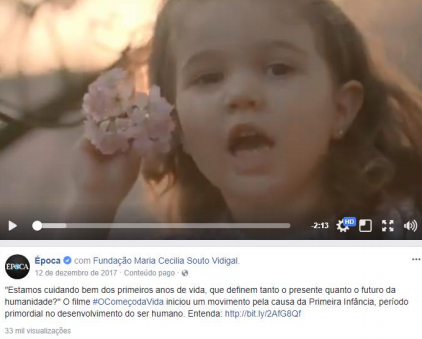 -2:13 HD
ÉPOCA Época com Fundação Maria Cecilia Souto Vidigal.
12 de dezembro de 2017 · Conteúdo pago ·
"Estamos cuidando bem dos primeiros anos de vida, que definem tanto o presente quanto o futuro da
humanidade?" O filme #OComeçodaVida iniciou um movimento pela causa da Primeira Infância, período
primordial no desenvolvimento do ser humano. Entenda: http://bit.ly/2AfG8Qf
33 mil visualizações